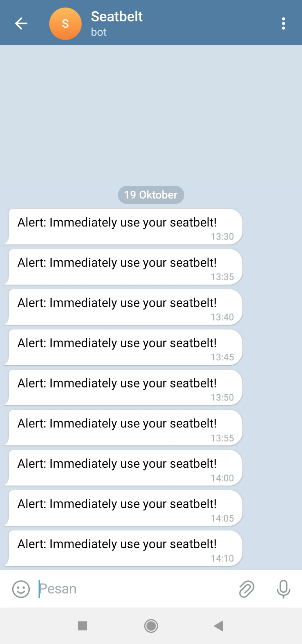 S
Seatbelt
bot
19 Oktober
Alert: Immediately use your seatbelt!
13:30
Alert: Immediately use your seatbelt!
13:35
Alert: Immediately use your seatbelt!
13:40
Alert: Immediately use your seatbelt!
13:45
Alert: Immediately use your seatbelt!
13:50
Alert: Immediately use your seatbelt!
13:55
Alert: Immediately use your seatbelt!
14:00
Alert: Immediately use your seatbelt!
14:05
Alert: Immediately use your seatbelt!
14:10
Pesan